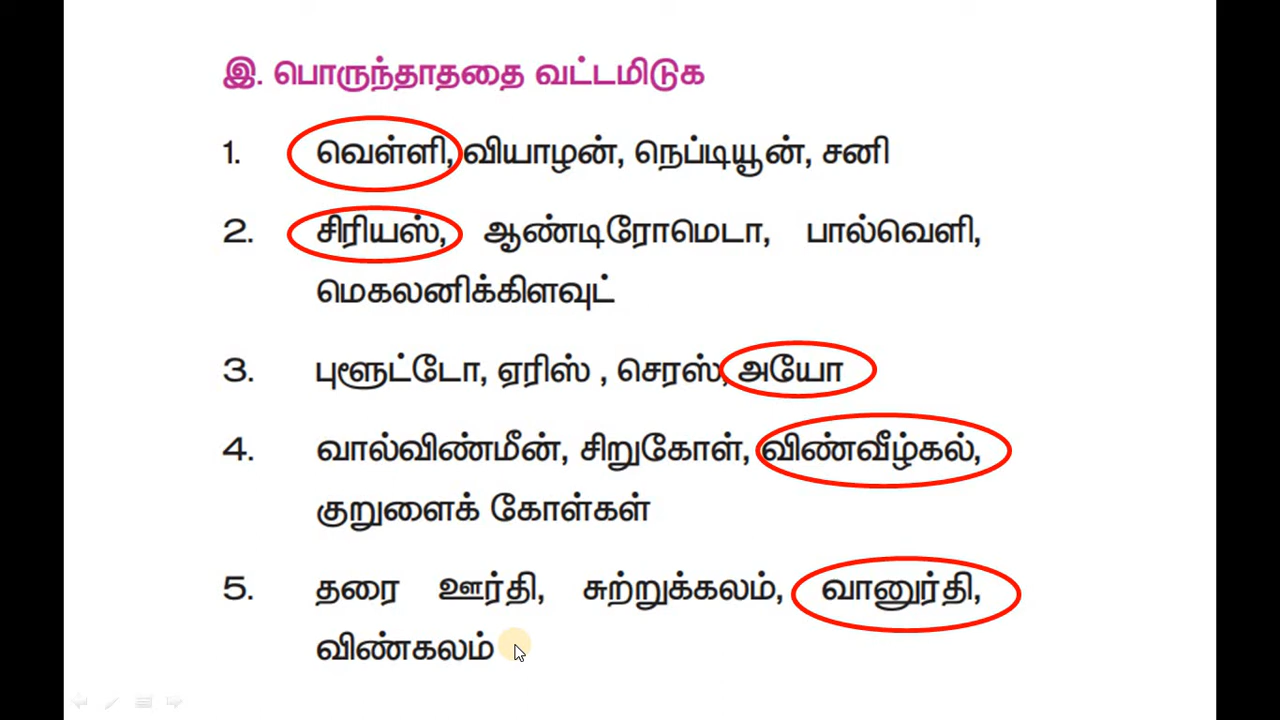 இ. பொருந்தாததை வட்டமிடுக
1. வெள்ளி, வியாழன், நெப்டியூன், சனி
2. சிரியஸ், ஆண்டிரோமெடா, பால்வெளி,
மெகலனிக்கிளவுட்
3. புளூட்டோ, ஏரிஸ் , செரஸ், அயோ
4. வால்விண்மீன், சிறுகோள், விண்வீழ்கல்,
குறுளைக் கோள்கள்
5. தரை ஊர்தி, சுற்றுக்கலம், வானுர்தி,
விண்கலம்